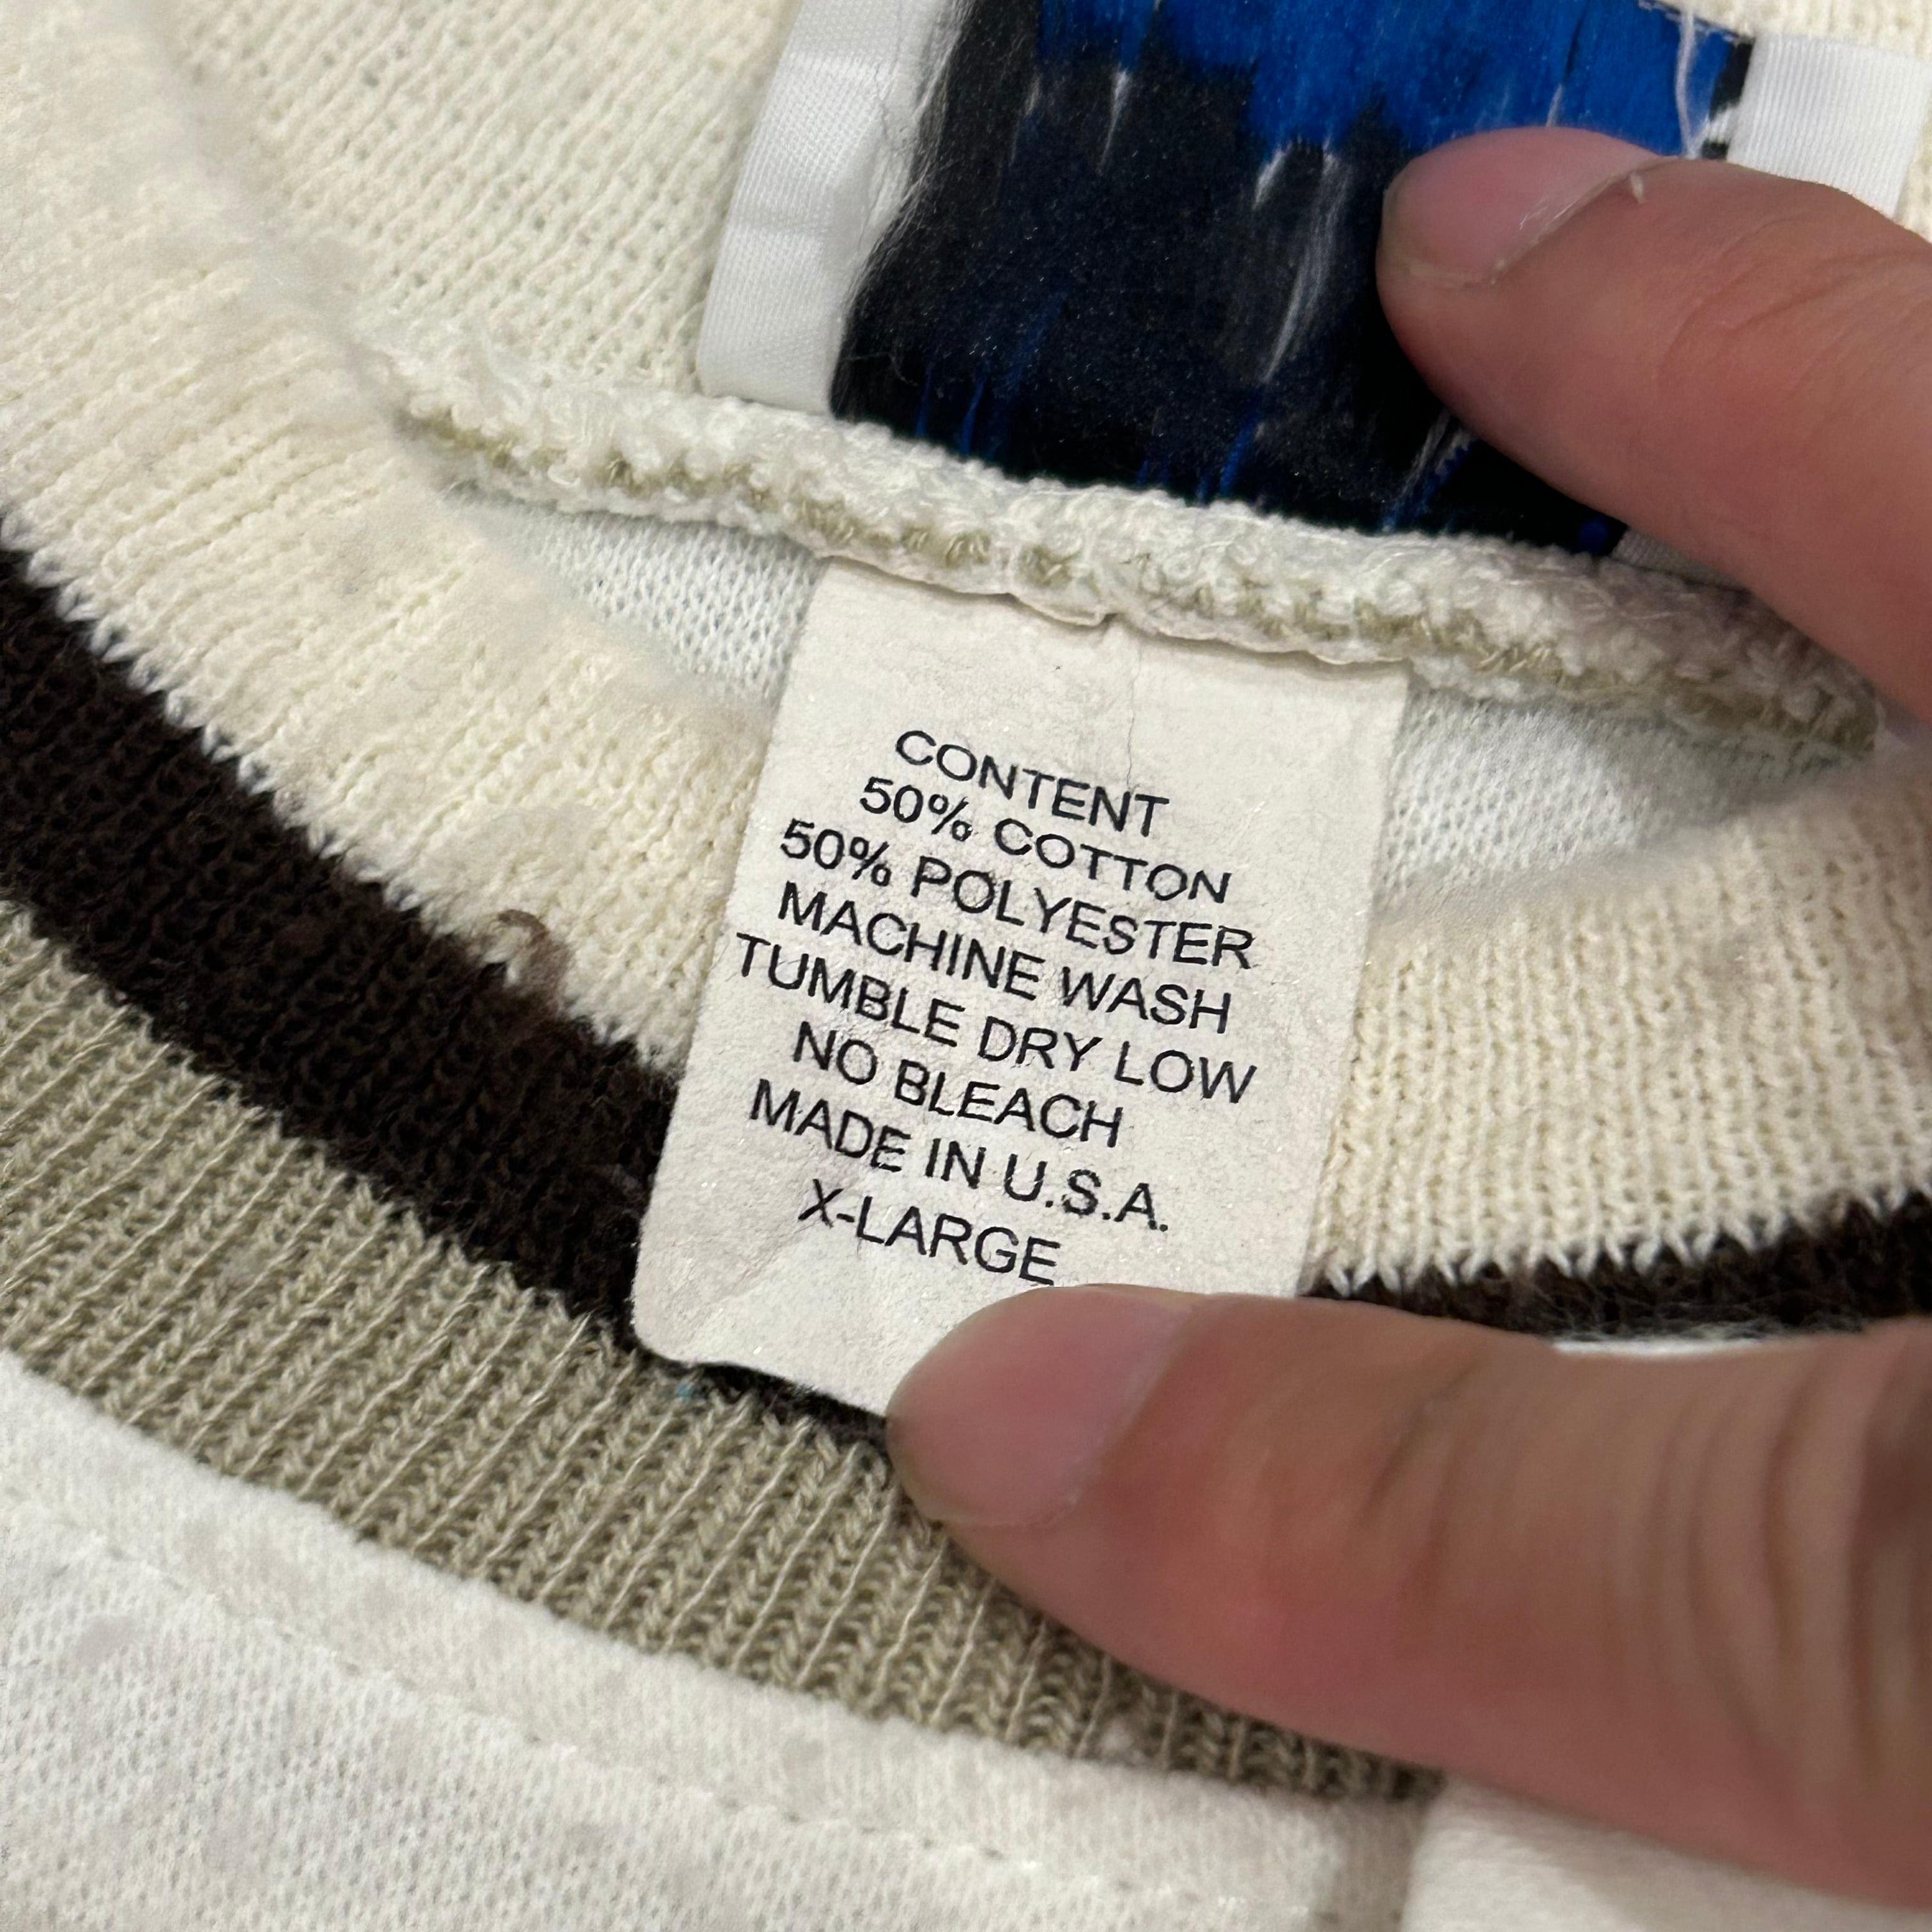 CONTENT
50% COTTON
50% POLYESTER
MACHINE WASH
TUMBLE DRY LOW
NO BLEACH
MADE IN U.S.A.
X-LARGE